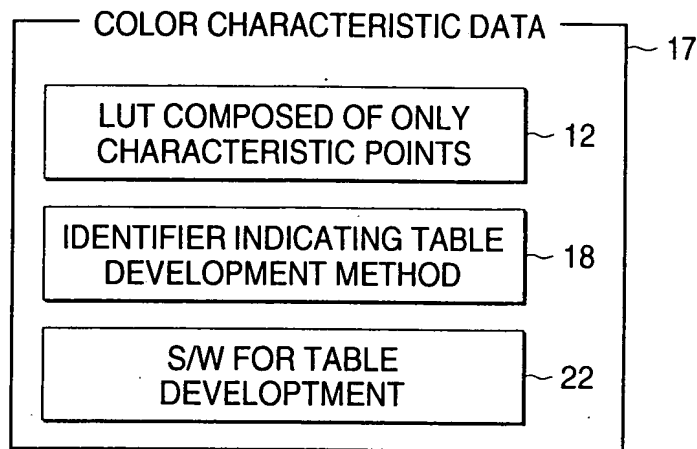 COLOR CHARACTERISTIC DATA
17
LUT COMPOSED OF ONLY
CHARACTERISTIC POINTS
12
IDENTIFIER INDICATING TABLE
DEVELOPMENT METHOD
18
S/W FOR TABLE
DEVELOPTMENT
22